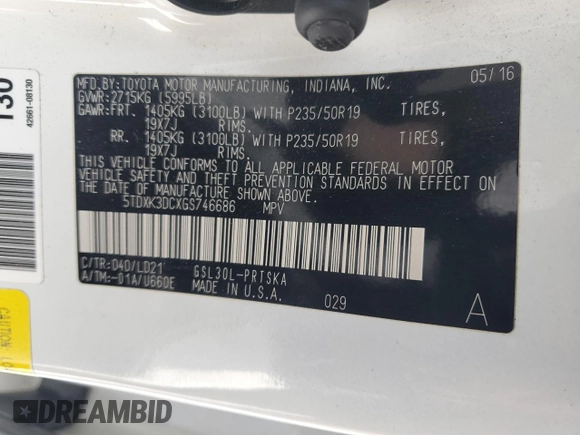 MFD.BY:TOYOTA MOTOR MANUFACTURING, INDIANA, INC. 05/16
GVWR:2715KG (5995LB)
GAWR:FRT. 1405KG (3100LB) WITH P235/50R19 TIRES,
19X7J RIMS.
RR. 1405KG (3100LB) WITH P235/50R19 TIRES,
19X7J RIMS.
THIS VEHICLE CONFORMS TO ALL APPLICABLE FEDERAL MOTOR
VEHICLE SAFETY AND THEFT PREVENTION STANDARDS IN EFFECT ON
THE DATE OF MANUFACTURE SHOWN ABOVE.
5TDXK3DCXGS746686 MPV
C/TR:040/LD21 GSL30L-PRTSKA
A/TM:-01A/U660E MADE IN U.S.A. 029 A
130
42661-08130
CAUTION
DREAMBID